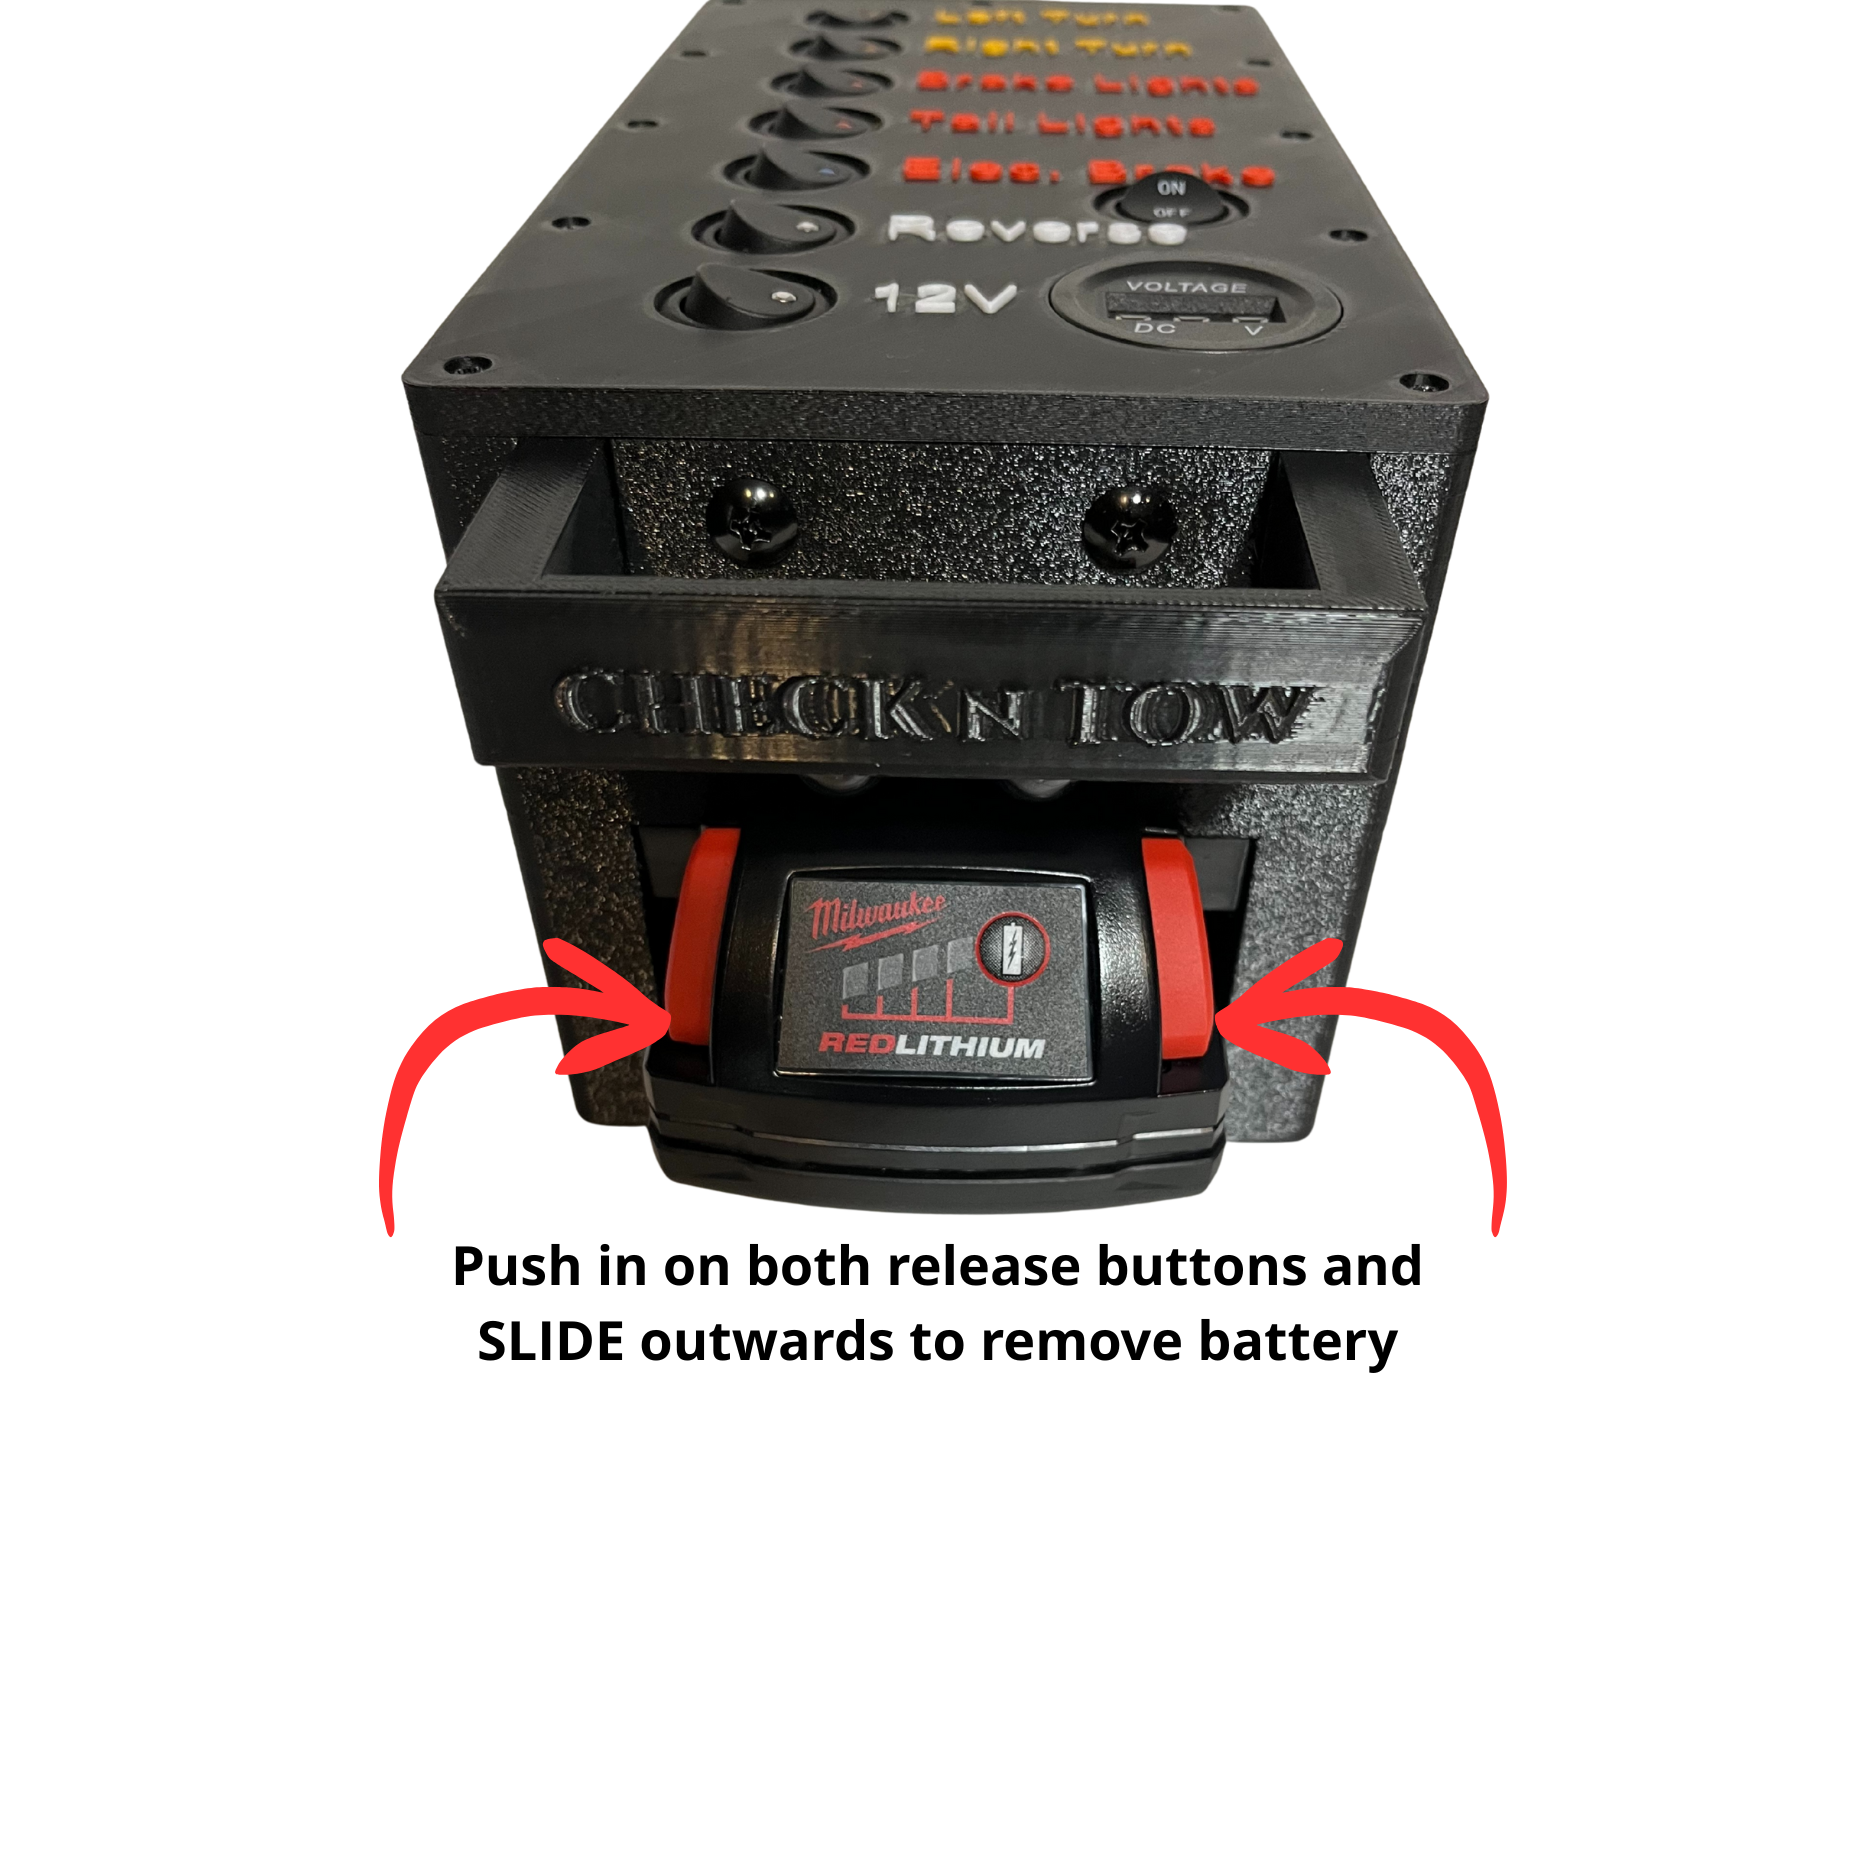 Left Turn
Right Turn
Brake Lights
Tail Lights
Elec. Brake
ON
OFF
Reverse
12V
VOLTAGE
DC V
CHECK N TOW
Milwaukee
REDLITHIUM
Push in on both release buttons and
SLIDE outwards to remove battery